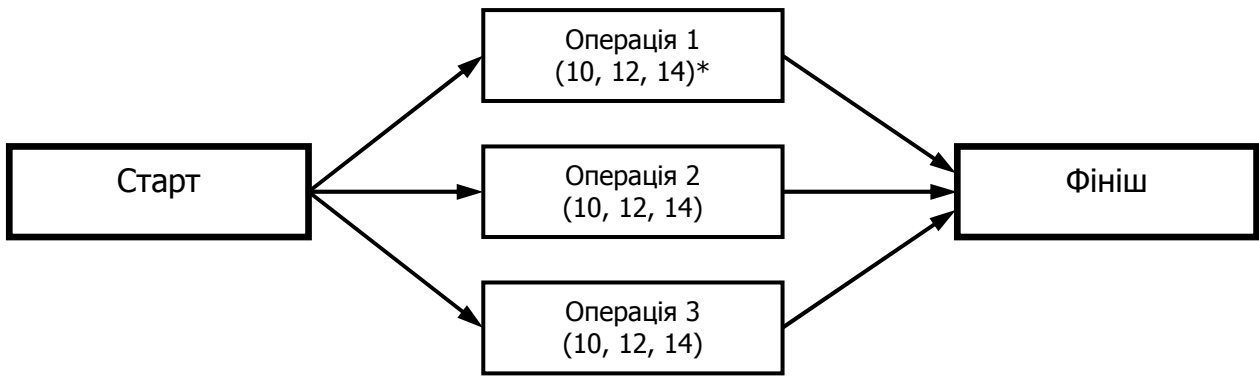 Операція 1
(10, 12, 14)*
Старт
Операція 2
(10, 12, 14)
Фініш
Операція 3
(10, 12, 14)